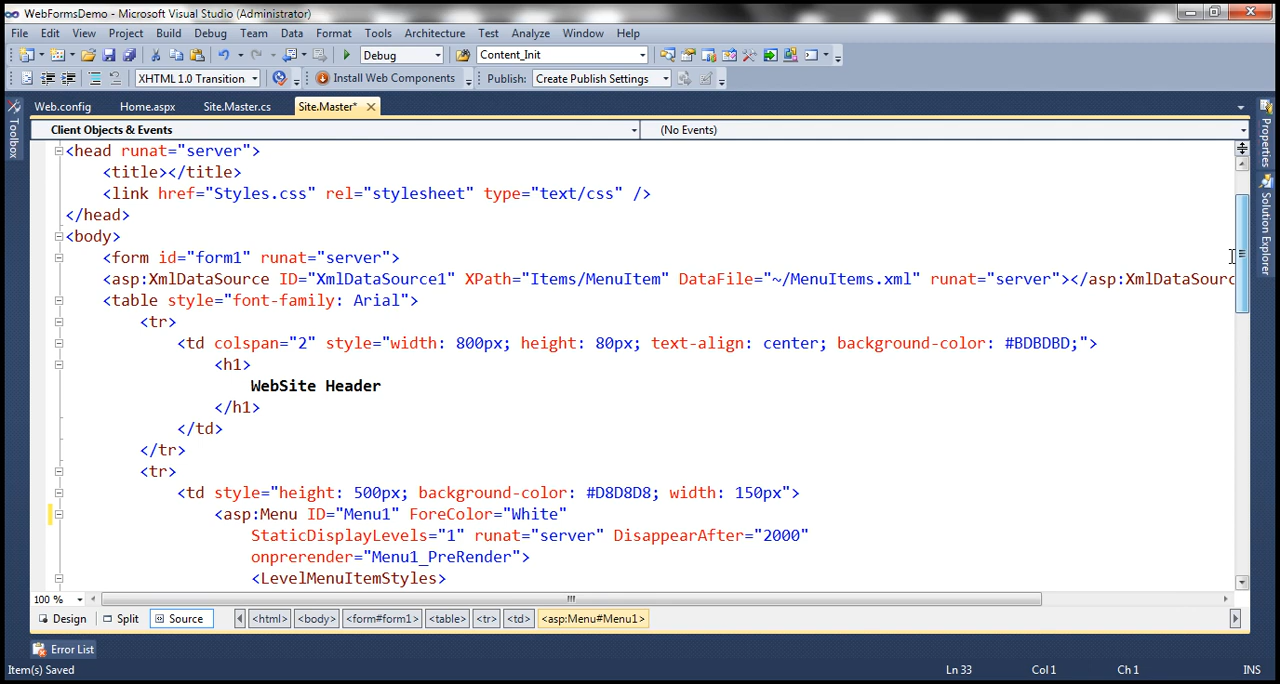 WebFormsDemo - Microsoft Visual Studio (Administrator)
File Edit View Project Build Debug Team Data Format Tools Architecture Test Analyze Window Help
Debug Content_Init
XHTML 1.0 Transition Install Web Components Publish: Create Publish Settings
Web.config Home.aspx Site.Master.cs Site.Master*
Toolbox
Client Objects & Events (No Events)
<head runat="server">
<title></title>
<link href="Styles.css" rel="stylesheet" type="text/css" />
</head>
<body>
<form id="form1" runat="server">
<asp:XmlDataSource ID="XmlDataSource1" XPath="Items/MenuItem" DataFile="~/MenuItems.xml" runat="server"></asp:XmlDataSourc
<table style="font-family: Arial">
<tr>
<td colspan="2" style="width: 800px; height: 80px; text-align: center; background-color: #BDBDBD;">
<h1>
WebSite Header
</h1>
</td>
</tr>
<tr>
<td style="height: 500px; background-color: #D8D8D8; width: 150px">
<asp:Menu ID="Menu1" ForeColor="White"
StaticDisplayLevels="1" runat="server" DisappearAfter="2000"
onprerender="Menu1_PreRender">
<LevelMenuItemStyles>
Properties
Solution Explorer
100 %
Design Split Source <html> <body> <form#form1> <table> <tr> <td> <asp:Menu#Menu1>
Error List
Item(s) Saved Ln 33 Col 1 Ch 1 INS